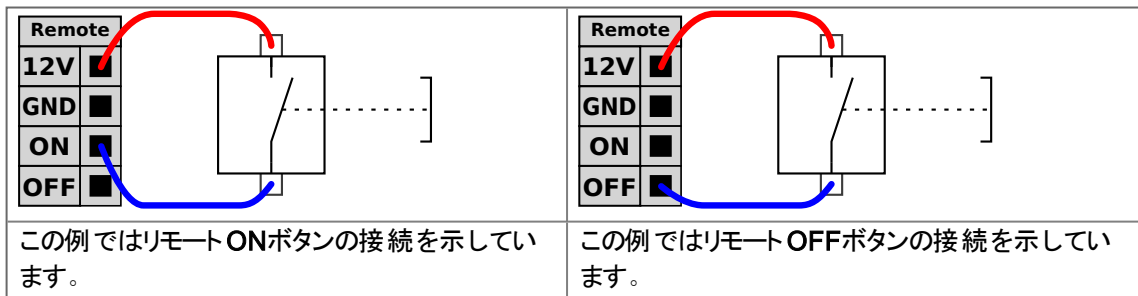 Remote
12V
GND
ON
OFF
この例ではリモートONボタンの接続を示してい
ます。
Remote
12V
GND
ON
OFF
この例ではリモートOFFボタンの接続を示してい
ます。